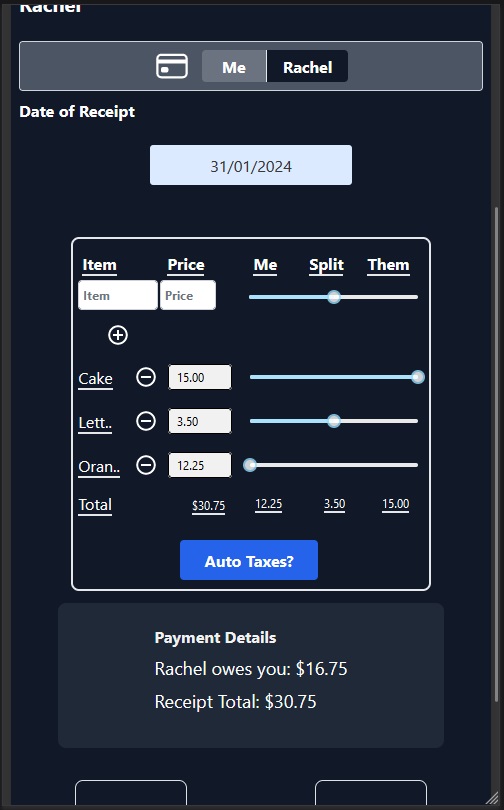 Rachel
Me Rachel
Date of Receipt
31/01/2024
Item Price Me Split Them
Item Price
Cake 15.00
Lett.. 3.50
Oran.. 12.25
Total $30.75 12.25 3.50 15.00
Auto Taxes?
Payment Details
Rachel owes you: $16.75
Receipt Total: $30.75